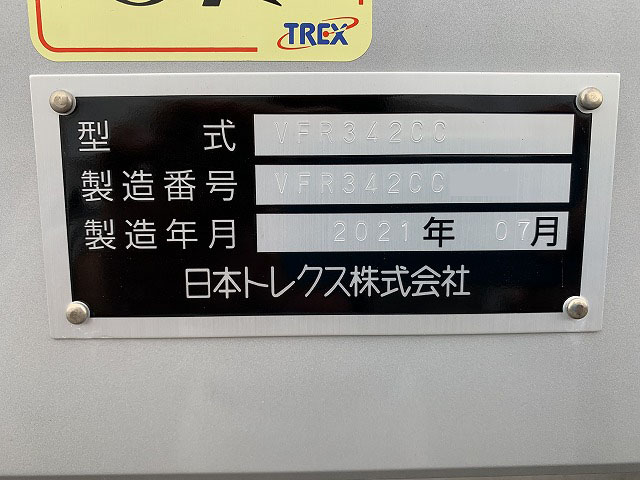 TREX
型式 VFR342CC
製造番号 VFR342CC
製造年月 2021年07月
日本トレクス株式会社